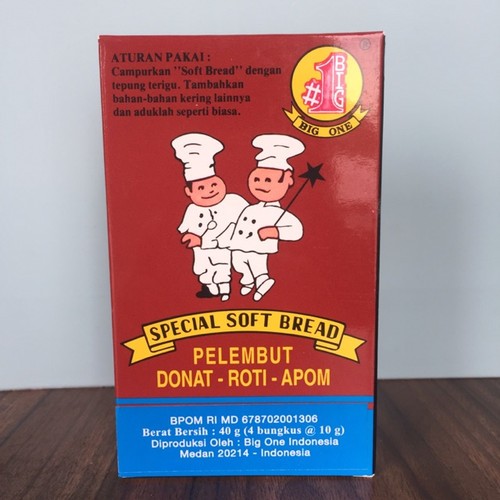 ATURAN PAKAI :
Campurkan "Soft Bread" dengan
tepung terigu. Tambahkan
bahan-bahan kering lainnya
dan aduklah seperti biasa.
#1
BIG
BIG ONE
®
SPECIAL SOFT BREAD
PELEMBUT
DONAT - ROTI - APOM
BPOM RI MD 678702001306
Berat Bersih : 40 g (4 bungkus @ 10 g)
Diproduksi Oleh : Big One Indonesia
Medan 20214 - Indonesia